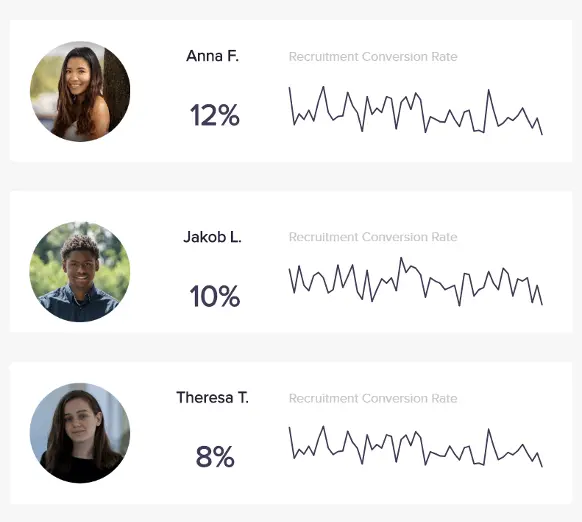 Anna F.
Recruitment Conversion Rate
12%
Jakob L.
Recruitment Conversion Rate
10%
Theresa T.
Recruitment Conversion Rate
8%